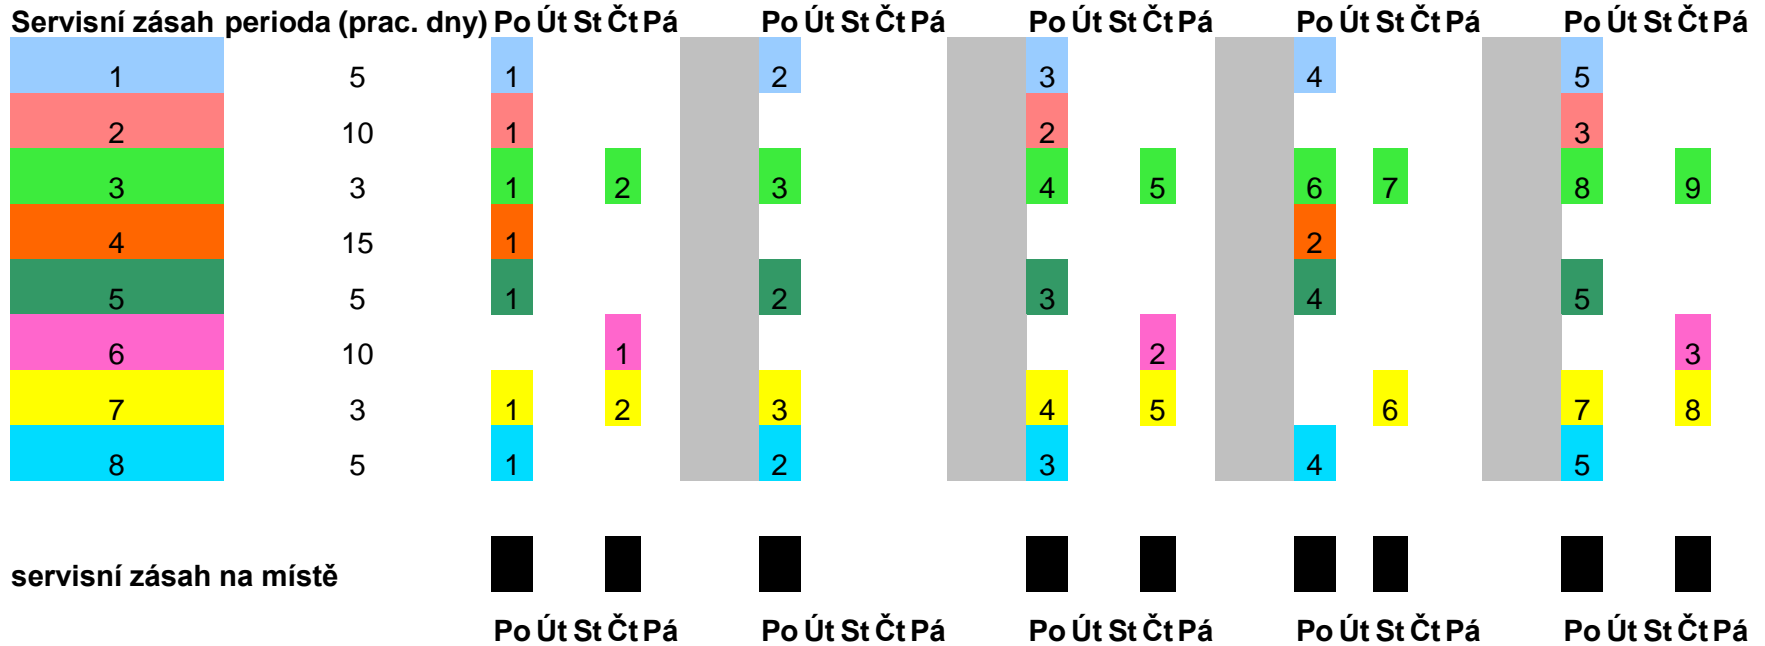 Servisní zásah perioda (prac. dny) Po Út St Čt Pá Po Út St Čt Pá Po Út St Čt Pá Po Út St Čt Pá Po Út St Čt Pá
1 5 1 2 3 4 5
2 10 1 2 3
3 3 1 2 3 4 5 6 7 8 9
4 15 1 2
5 5 1 2 3 4 5
6 10 1 2 3
7 3 1 2 3 4 5 6 7 8
8 5 1 2 3 4 5
servisní zásah na místě
Po Út St Čt Pá Po Út St Čt Pá Po Út St Čt Pá Po Út St Čt Pá Po Út St Čt Pá